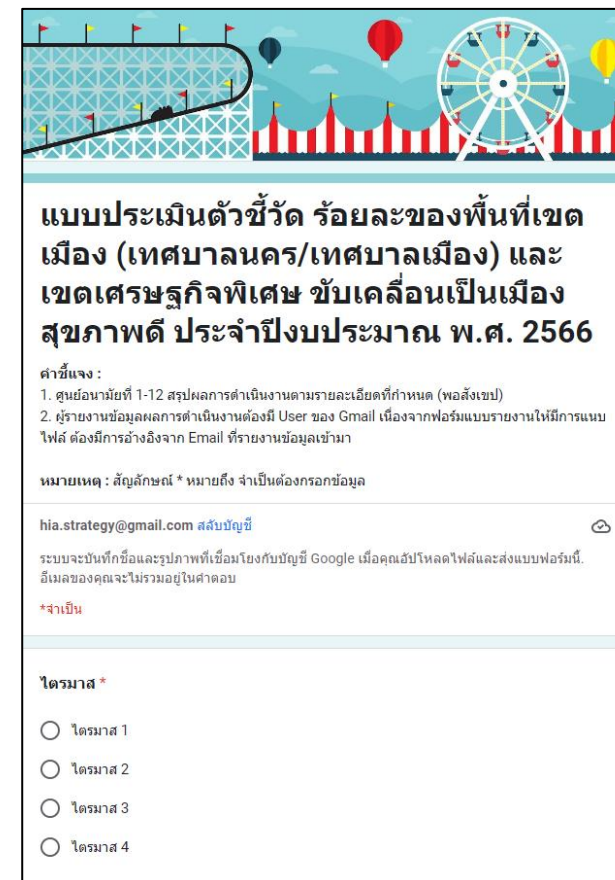 แบบประเมินตัวชี้วัด ร้อยละของพื้นที่เขต
เมือง (เทศบาลนคร/เทศบาลเมือง) และ
เขตเศรษฐกิจพิเศษ ขับเคลื่อนเป็นเมือง
สุขภาพดี ประจำปีงบประมาณ พ.ศ. 2566
คำชี้แจง :
1. ศูนย์อนามัยที่ 1-12 สรุปผลการดำเนินงานตามรายละเอียดที่กำหนด (พอสังเขป)
2. ผู้รายงานข้อมูลผลการดำเนินงานต้องมี User ของ Gmail เนื่องจากฟอร์มแบบรายงานให้มีการแนบ
ไฟล์ ต้องมีการอ้างอิงจาก Email ที่รายงานข้อมูลเข้ามา
หมายเหตุ : สัญลักษณ์ * หมายถึง จำเป็นต้องกรอกข้อมูล
hia.strategy@gmail.com สลับบัญชี
ระบบจะบันทึกชื่อและรูปภาพที่เชื่อมโยงกับบัญชี Google เมื่อคุณอัปโหลดไฟล์และส่งแบบฟอร์มนี้.
อีเมลของคุณจะไม่รวมอยู่ในคำตอบ
*จำเป็น
ไตรมาส *
ไตรมาส 1
ไตรมาส 2
ไตรมาส 3
ไตรมาส 4